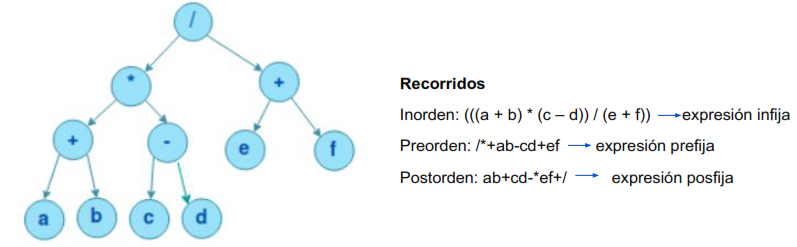 /
*
+
+
-
e
f
a
b
c
d
Recorridos
Inorden: (((a + b) * (c – d)) / (e + f)) expresión infija
Preorden: /*+ab-cd+ef expresión prefija
Postorden: ab+cd-*ef+/ expresión posfija